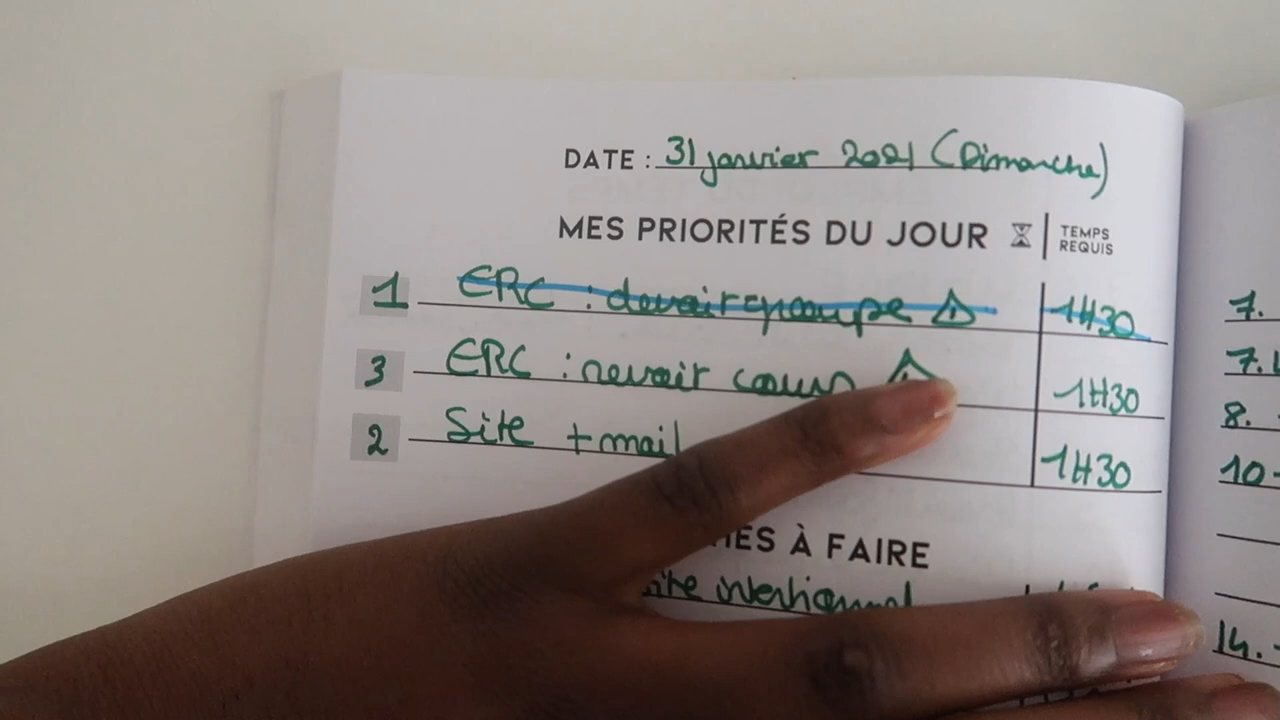 DATE : 31 janvier 2021 (Dimanche)
MES PRIORITÉS DU JOUR TEMPS REQUIS
1 ERC : devoir groupe 1H30
3 ERC : revoir cours 1H30
2 Site + mail 1H30
À FAIRE
7.
7.
8.
10-
14.-